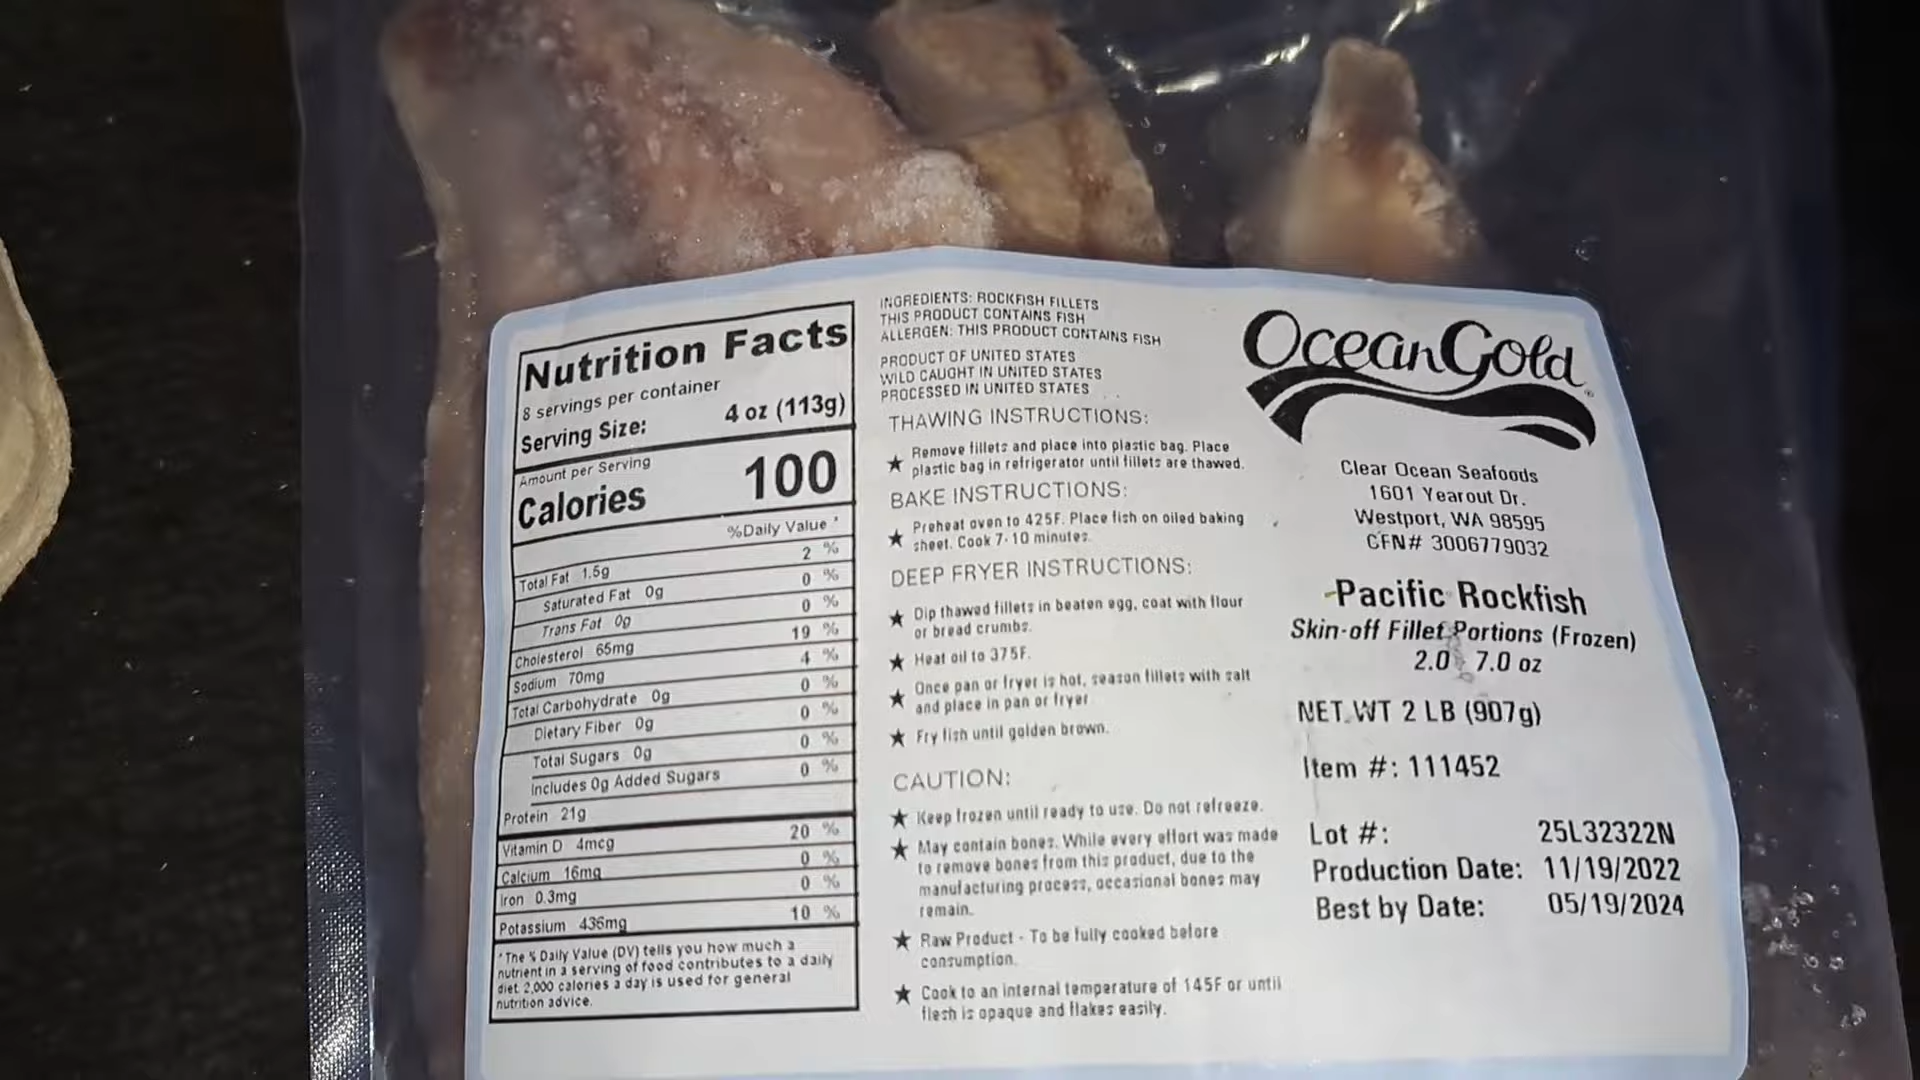 Nutrition Facts
8 servings per container
Serving Size: 4 oz (113g)
Amount per Serving
Calories 100
%Daily Value *
Total Fat 1.5g 2 %
Saturated Fat 0g 0 %
Trans Fat 0g 0 %
Cholesterol 65mg 19 %
Sodium 70mg 4 %
Total Carbohydrate 0g 0 %
Dietary Fiber 0g 0 %
Total Sugars 0g 0 %
Includes 0g Added Sugars 0 %
Protein 21g
Vitamin D 4mcg 20 %
Calcium 16mg 0 %
Iron 0.3mg 0 %
Potassium 436mg 10 %
*The % Daily Value (DV) tells you how much a
nutrient in a serving of food contributes to a daily
diet 2,000 calories a day is used for general
nutrition advice.
INGREDIENTS: ROCKFISH FILLETS
THIS PRODUCT CONTAINS FISH
ALLERGEN: THIS PRODUCT CONTAINS FISH
PRODUCT OF UNITED STATES
WILD CAUGHT IN UNITED STATES
PROCESSED IN UNITED STATES
THAWING INSTRUCTIONS:
★ Remove fillets and place into plastic bag. Place
plastic bag in refrigerator until fillets are thawed.
BAKE INSTRUCTIONS:
★ Preheat oven to 425F. Place fish on oiled baking
sheet. Cook 7-10 minutes.
DEEP FRYER INSTRUCTIONS:
★ Dip thawed fillets in beaten egg, coat with flour
or bread crumbs.
★ Heat oil to 375F.
★ Once pan or fryer is hot, season fillets with salt
and place in pan or fryer
★ Fry fish until golden brown.
CAUTION:
★ Keep frozen until ready to use. Do not refreeze.
★ May contain bones. While every effort was made
to remove bones from this product, due to the
manufacturing process, occasional bones may
remain.
★ Raw Product - To be fully cooked before
consumption.
★ Cook to an internal temperature of 145F or until
flesh is opaque and flakes easily.
OceanGold®
Clear Ocean Seafoods
1601 Yearout Dr.
Westport, WA 98595
CFN# 3006779032
Pacific Rockfish
Skin-off Fillet Portions (Frozen)
2.0 7.0 oz
NET WT 2 LB (907g)
Item #: 111452
Lot #: 25L32322N
Production Date: 11/19/2022
Best by Date: 05/19/2024